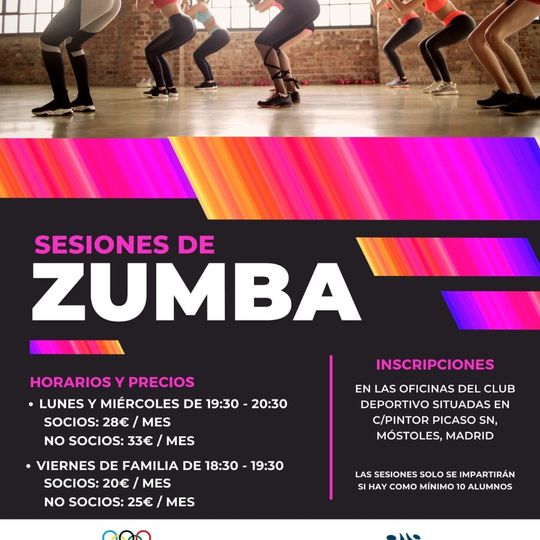 SESIONES DE
ZUMBA
HORARIOS Y PRECIOS
• LUNES Y MIÉRCOLES DE 19:30 - 20:30
SOCIOS: 28€ / MES
NO SOCIOS: 33€ / MES
• VIERNES DE FAMILIA DE 18:30 - 19:30
SOCIOS: 20€ / MES
NO SOCIOS: 25€ / MES
INSCRIPCIONES
EN LAS OFICINAS DEL CLUB
DEPORTIVO SITUADAS EN
C/PINTOR PICASO SN,
MÓSTOLES, MADRID
LAS SESIONES SOLO SE IMPARTIRÁN
SI HAY COMO MÍNIMO 10 ALUMNOS